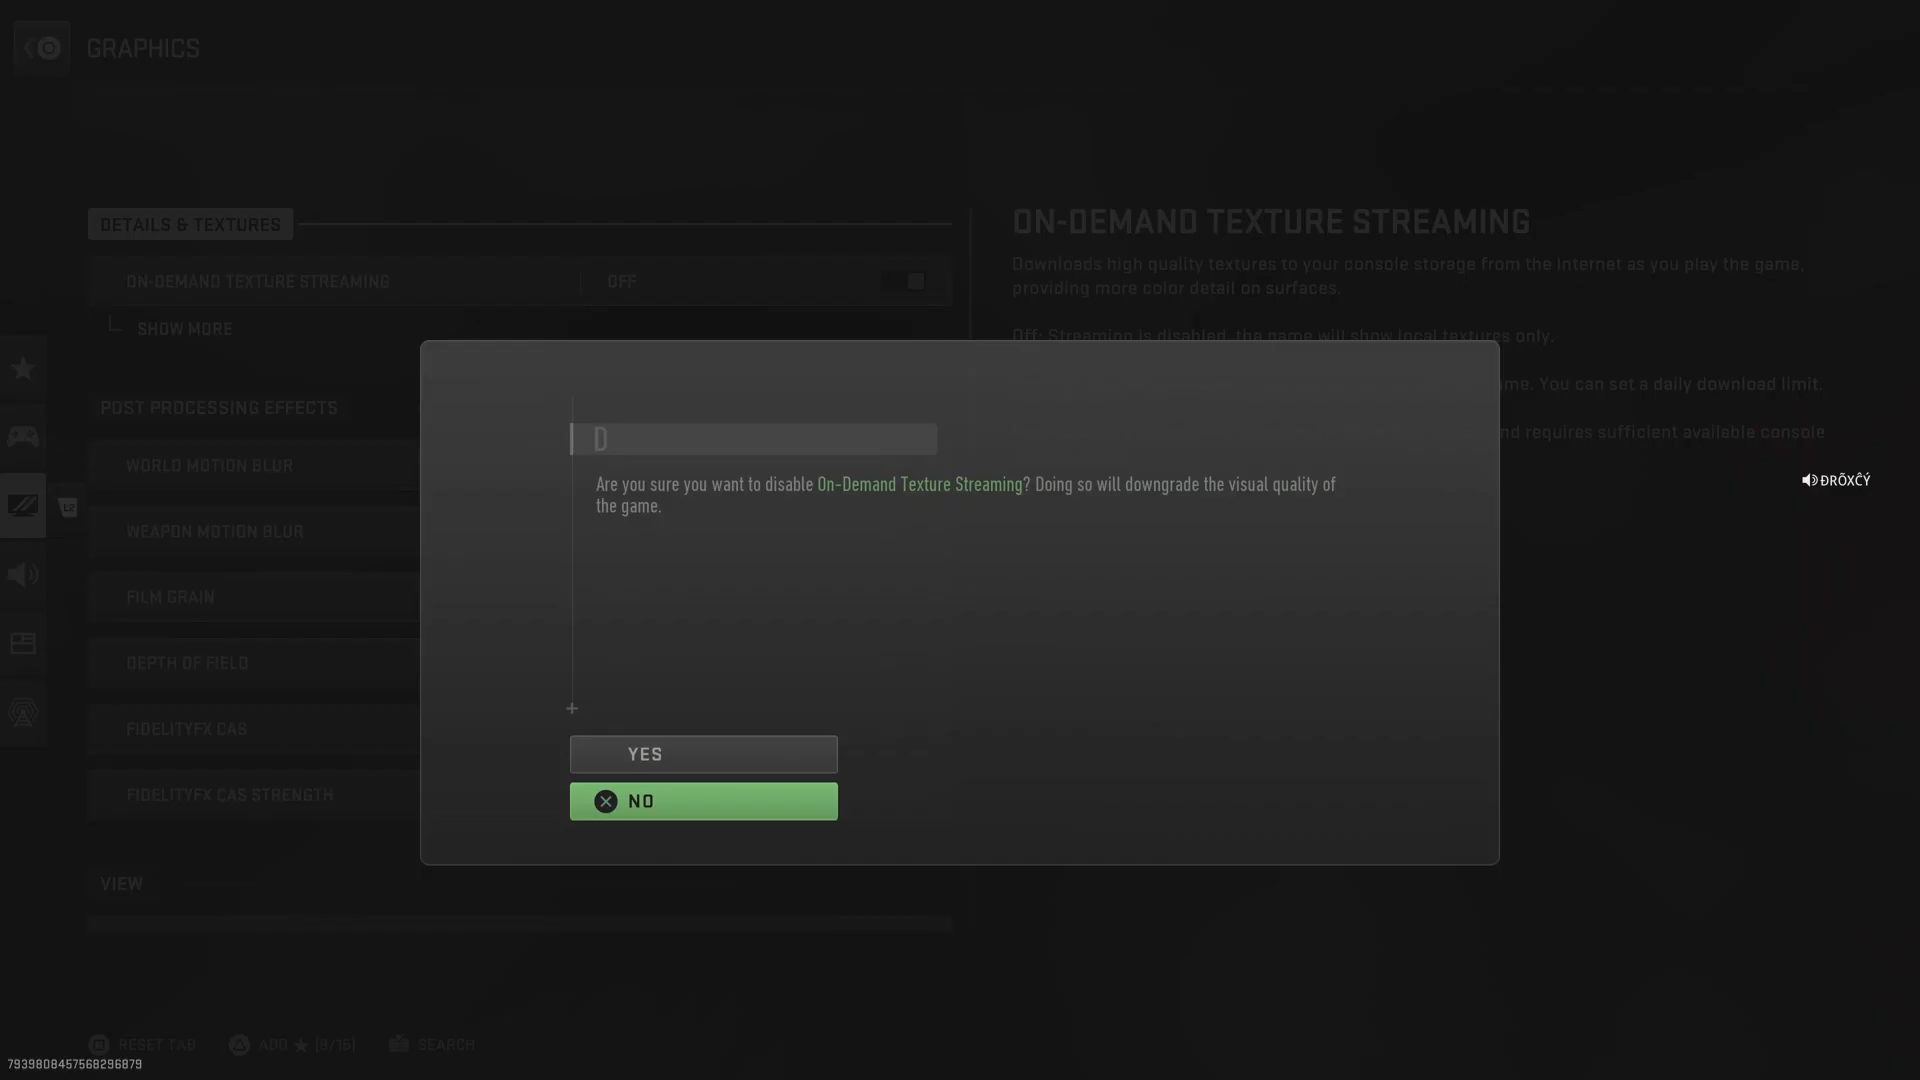 GRAPHICS
DETAILS & TEXTURES
ON-DEMAND TEXTURE STREAMING
OFF
SHOW MORE
POST PROCESSING EFFECTS
WORLD MOTION BLUR
WEAPON MOTION BLUR
FILM GRAIN
DEPTH OF FIELD
FIDELITYFX CAS
FIDELITYFX CAS STRENGTH
VIEW
ON-DEMAND TEXTURE STREAMING
Downloads high quality textures to your console storage from the Internet as you play the game,
providing more color detail on surfaces.
Off: Streaming is disabled, the game will show local textures only.
me. You can set a daily download limit.
nd requires sufficient available console
L2
D
Are you sure you want to disable On-Demand Texture Streaming? Doing so will downgrade the visual quality of
the game.
YES
NO
ĐRÕXĈÝ
RESET TAB
ADD ★ [9/15]
SEARCH
7939808457568296879